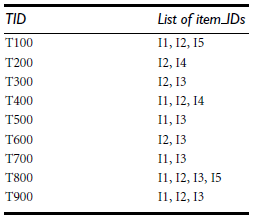 TID List of item_IDs
T100 I1, I2, I5
T200 I2, I4
T300 I2, I3
T400 I1, I2, I4
T500 I1, I3
T600 I2, I3
T700 I1, I3
T800 I1, I2, I3, I5
T900 I1, I2, I3